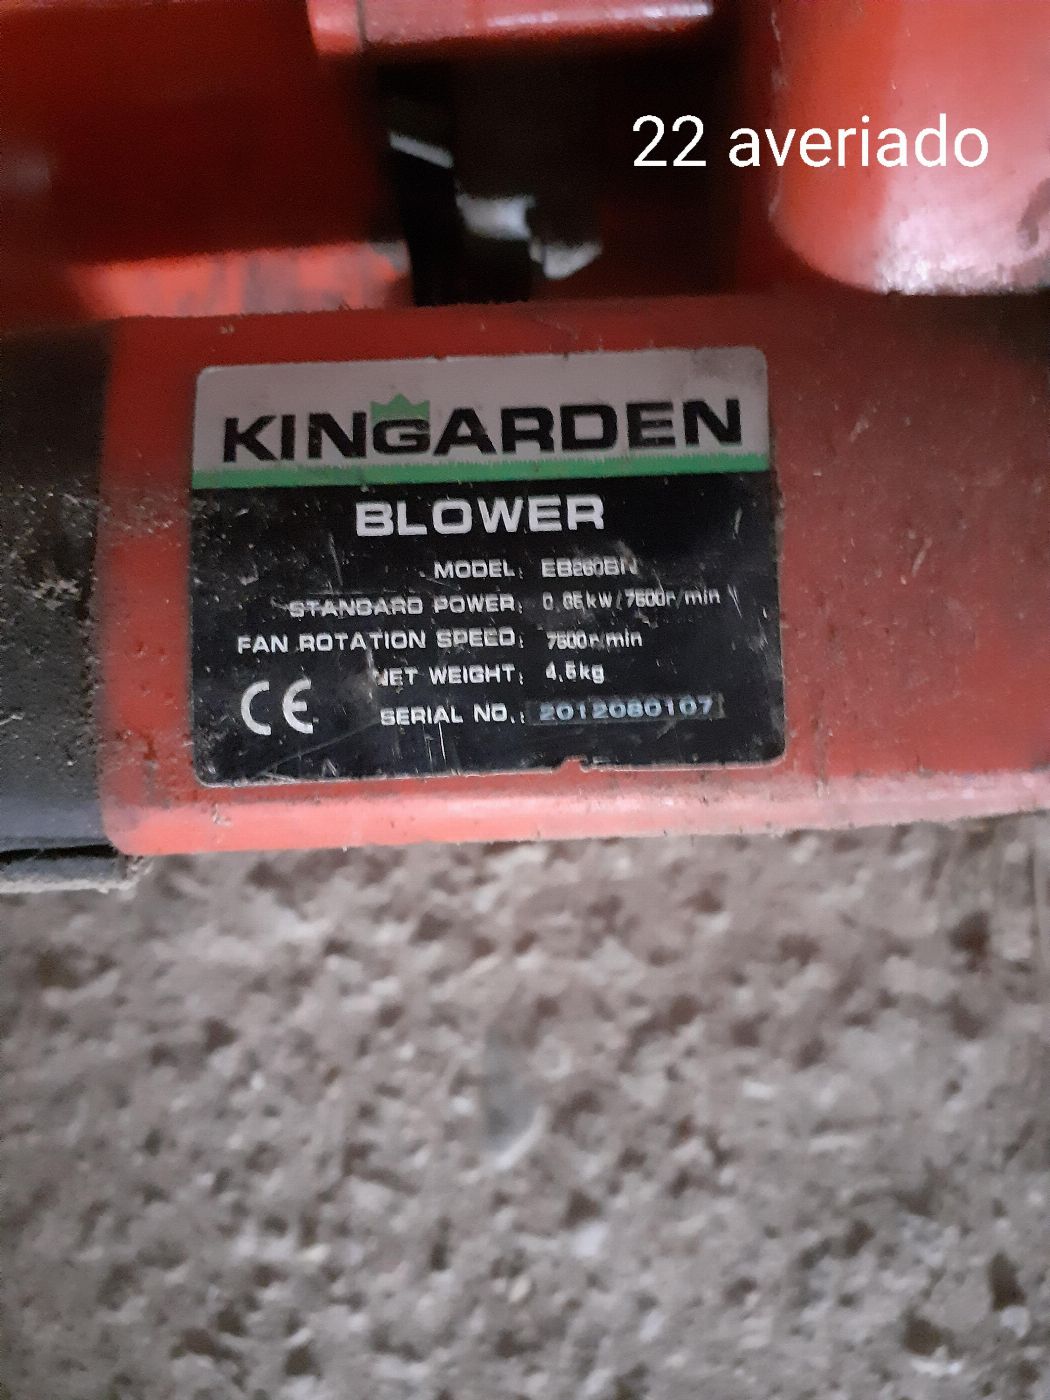 22 averiado
KINGARDEN
BLOWER
MODEL: EB260BN
STANDARD POWER: 0.65kw/7500r/min
FAN ROTATION SPEED: 7500r/min
NET WEIGHT: 4.5kg
CE SERIAL NO.: 2012080107